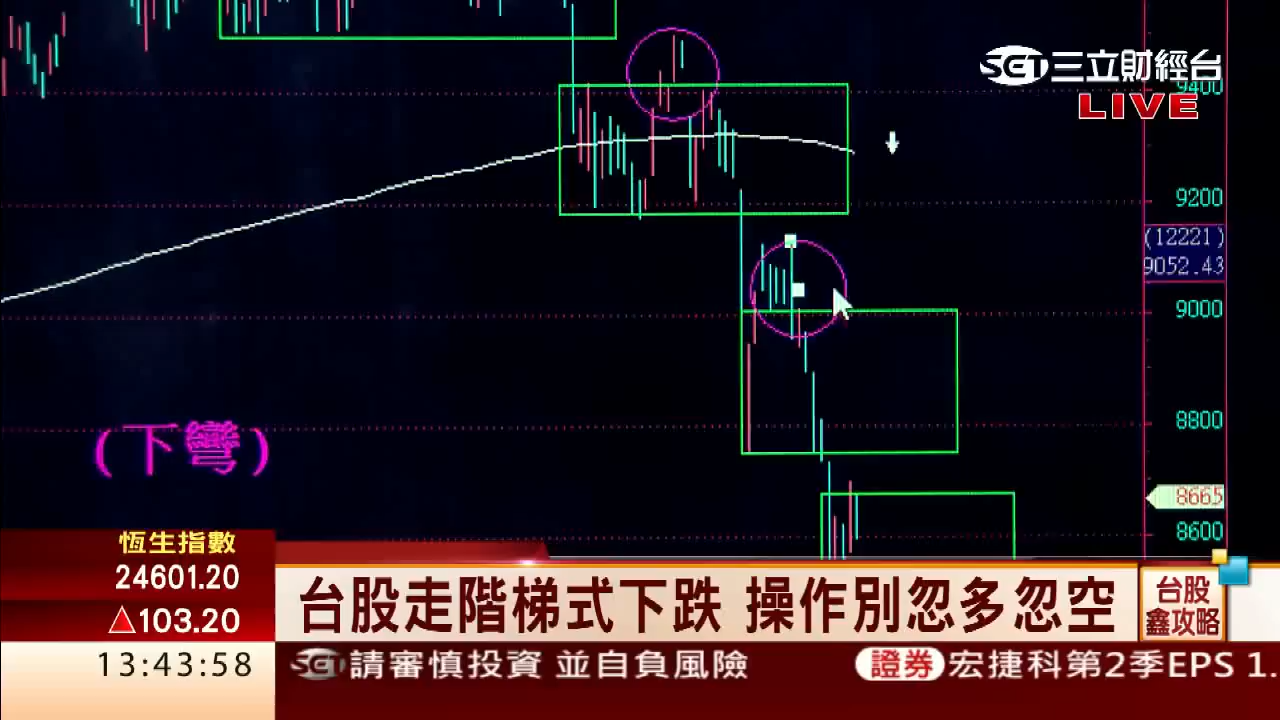 SET 三立財經台
LIVE
9400
9200
(12221)
9052.43
9000
8800
8665
8600
(下彎)
恆生指數
24601.20
▲103.20
台股走階梯式下跌 操作別忽多忽空
台股
鑫攻略
13:43:58
SET 請審慎投資 並自負風險
證券 宏捷科第2季EPS 1.